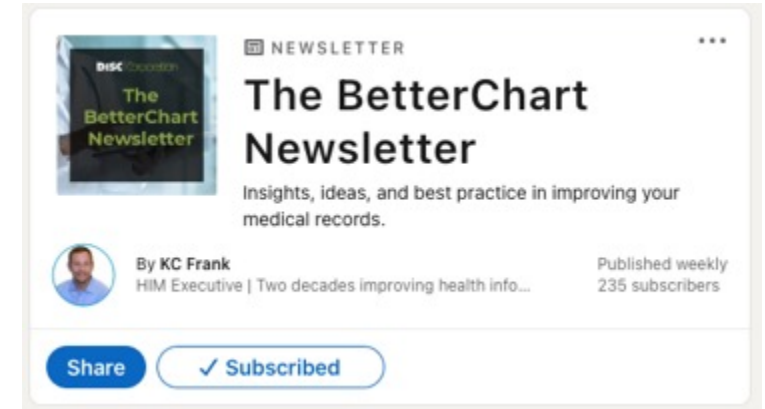 DISC Corporation
The
BetterChart
Newsletter
NEWSLETTER
The BetterChart
Newsletter
Insights, ideas, and best practice in improving your
medical records.
By KC Frank
HIM Executive | Two decades improving health info...
Published weekly
235 subscribers
Share
Subscribed